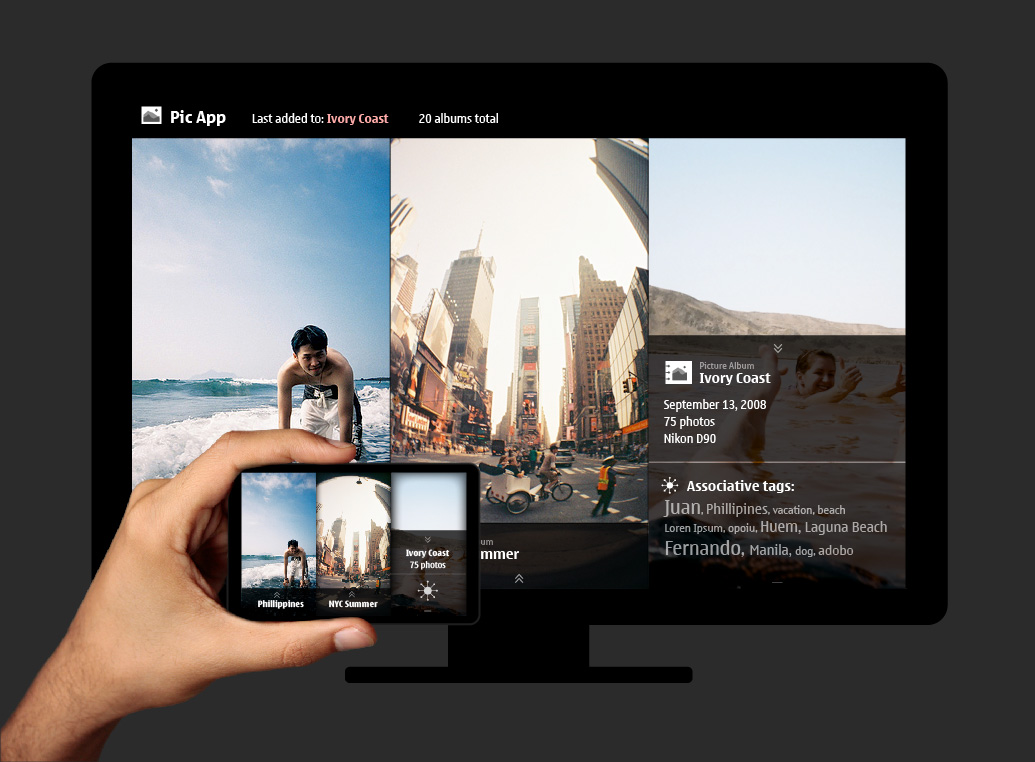 Pic App
Last added to: Ivory Coast
20 albums total
Picture Album
Ivory Coast
September 13, 2008
75 photos
Nikon D90
Associative tags:
Juan, Phillipines, vacation, beach
Loren Ipsum, opoiu, Huem, Laguna Beach
Fernando, Manila, dog, adobo
um
mmer
Phillippines
NYC Summer
Ivory Coast
75 photos